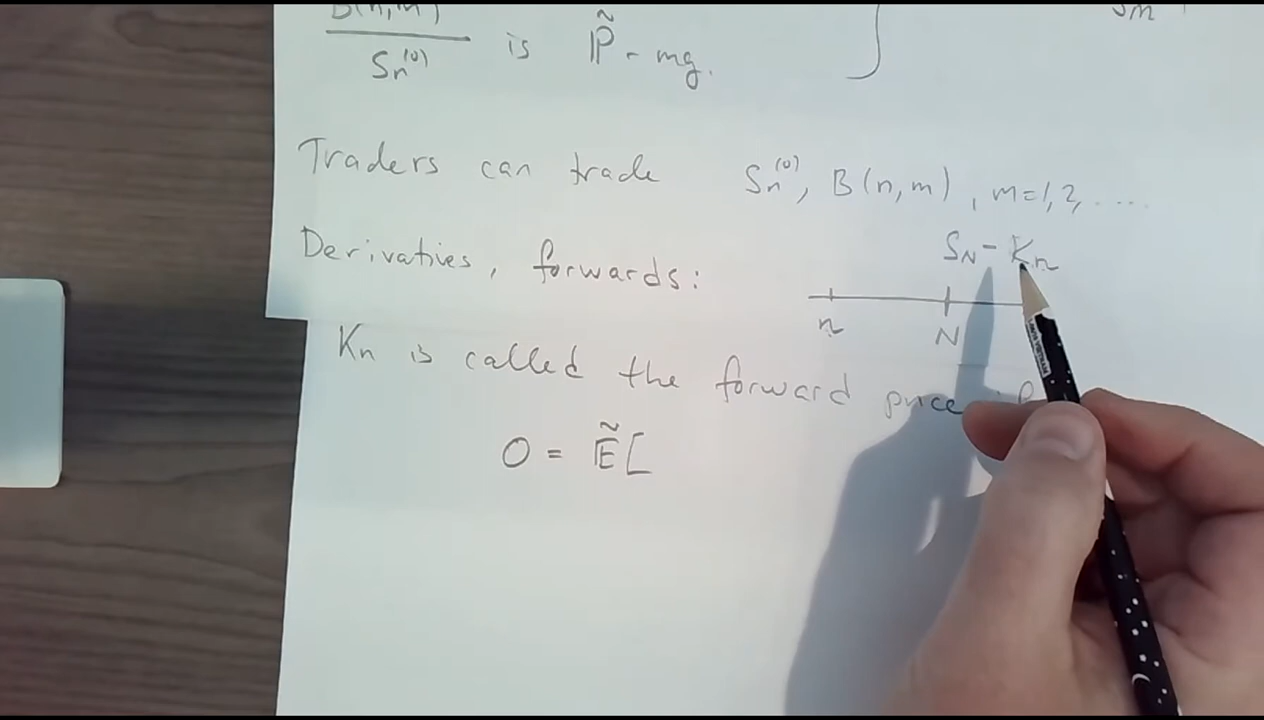 B(n,m)
Sn⁽⁰⁾ is P̃ - mg.
Traders can trade Sn⁽⁰⁾, B(n,m), m=1,2, ....
Derivaties, forwards:
SN - Kn
n N
Kn is called the forward price
0 = Ẽ[